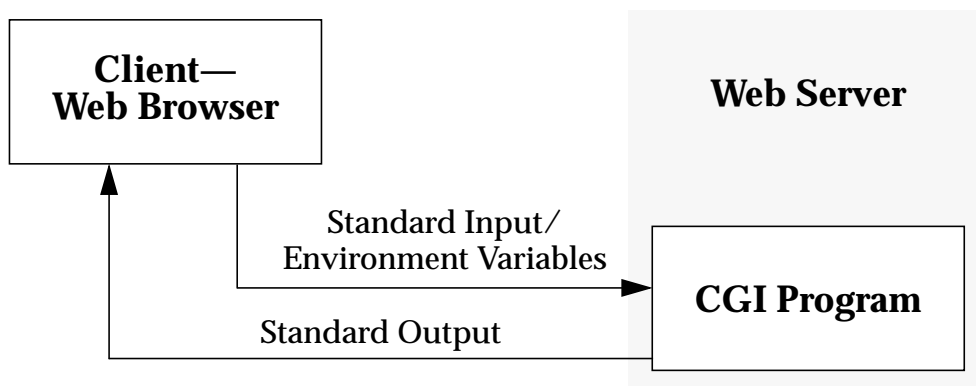 Client—
Web Browser
Web Server
Standard Input/
Environment Variables
CGI Program
Standard Output